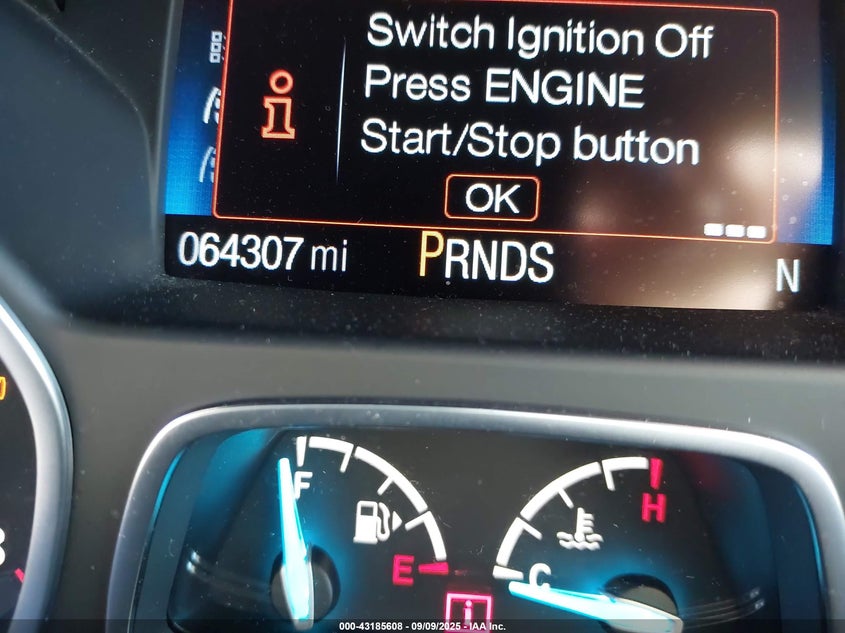 Switch Ignition Off
Press ENGINE
Start/Stop button
OK
064307 mi
PRNDS
N
F
E
C
H
000-43185608 - 09/09/2025 - IAA Inc.